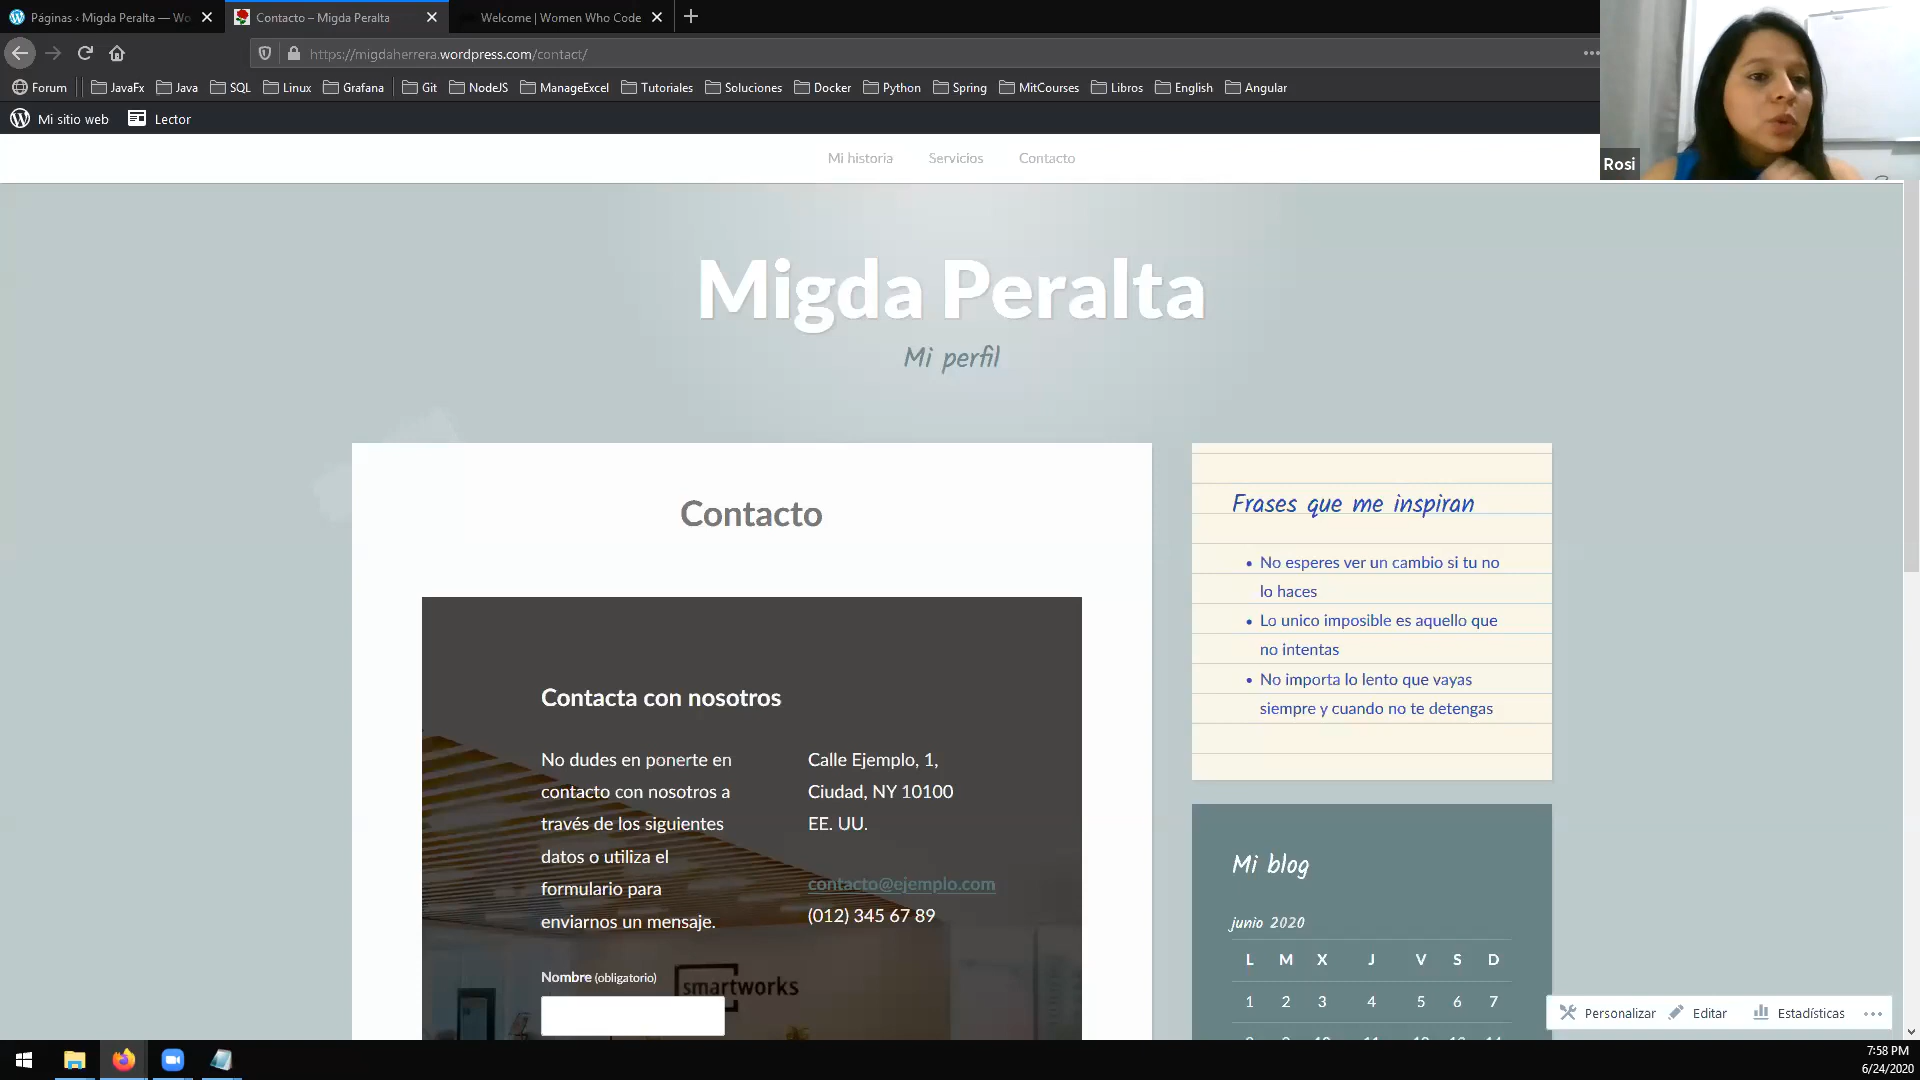 Páginas ‹ Migda Peralta — Wo
Contacto – Migda Peralta
Welcome | Women Who Code
https://migdaherrera.wordpress.com/contact/
Forum
JavaFx
Java
SQL
Linux
Grafana
Git
NodeJS
ManageExcel
Tutoriales
Soluciones
Docker
Python
Spring
MitCourses
Libros
English
Angular
Mi sitio web
Lector
Rosi
Mi historia
Servicios
Contacto
Migda Peralta
Mi perfil
Contacto
Contacta con nosotros
No dudes en ponerte en
contacto con nosotros a
través de los siguientes
datos o utiliza el
formulario para
enviarnos un mensaje.
Calle Ejemplo, 1,
Ciudad, NY 10100
EE. UU.
contacto@ejemplo.com
(012) 345 67 89
Nombre (obligatorio)
smartworks
Frases que me inspiran
• No esperes ver un cambio si tu no
lo haces
• Lo unico imposible es aquello que
no intentas
• No importa lo lento que vayas
siempre y cuando no te detengas
Mi blog
junio 2020
L M X J V S D
1 2 3 4 5 6 7
Personalizar
Editar
Estadísticas
7:58 PM
6/24/2020